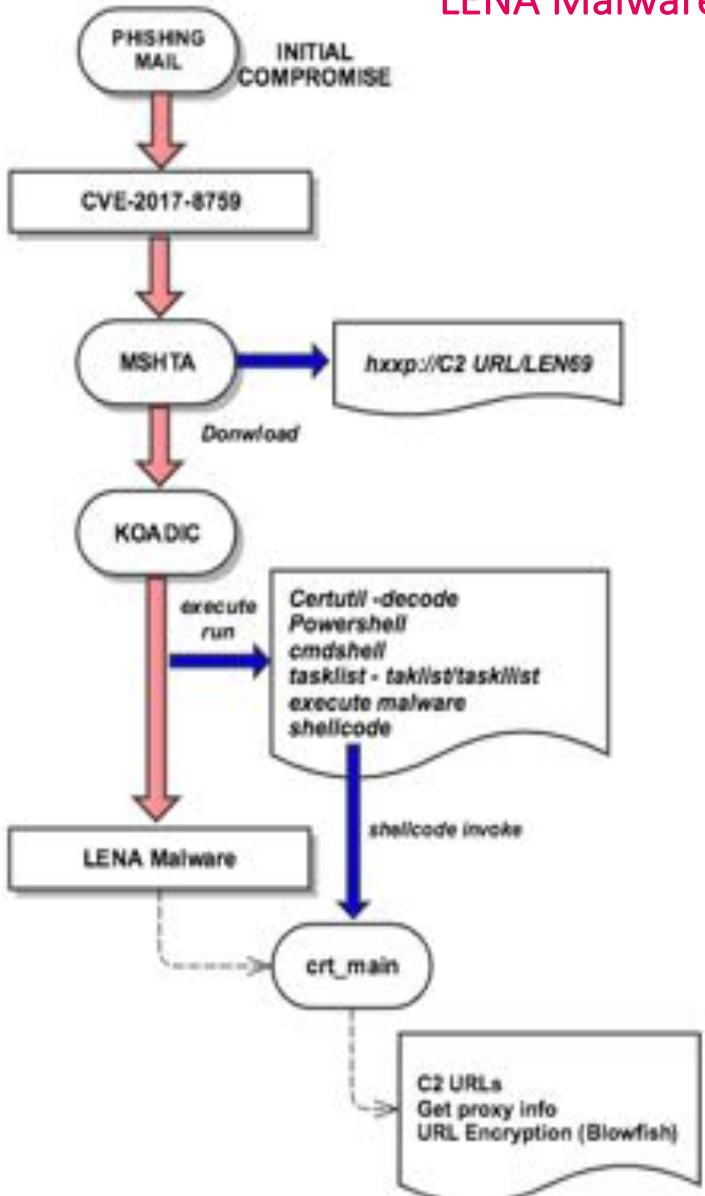 LENA Malware
PHISHING
MAIL
INITIAL
COMPROMISE
CVE-2017-8759
MSHTA
hxxp://C2 URL/LEN69
Donwload
KOADIC
execute
run
Certutil -decode
Powershell
cmdshell
tasklist - taklist/taskllist
execute malware
shellcode
shellcode invoke
LENA Malware
crt_main
C2 URLs
Get proxy info
URL Encryption (Blowfish)